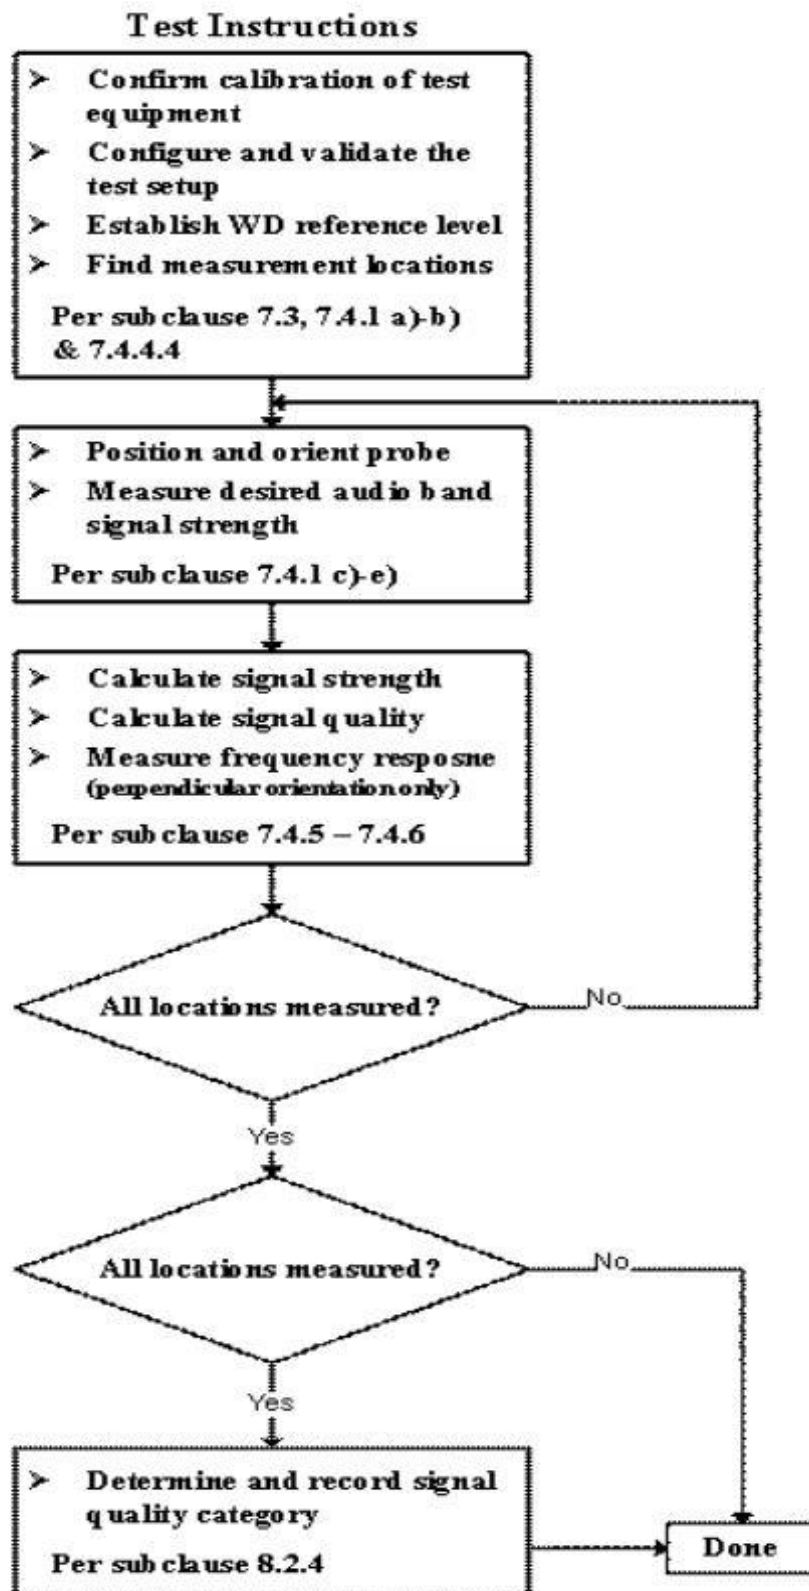 Test Instructions
➢ Confirm calibration of test
equipment
➢ Configure and validate the
test setup
➢ Establish WD reference level
➢ Find measurement locations
Per subclause 7.3, 7.4.1 a)-b)
& 7.4.4.4
➢ Position and orient probe
➢ Measure desired audio band
signal strength
Per subclause 7.4.1 c)-e)
➢ Calculate signal strength
➢ Calculate signal quality
➢ Measure frequency resposne
(perpendicular orientation only)
Per subclause 7.4.5 – 7.4.6
All locations measured?
No
Yes
All locations measured?
No
Yes
➢ Determine and record signal
quality category
Per subclause 8.2.4
Done